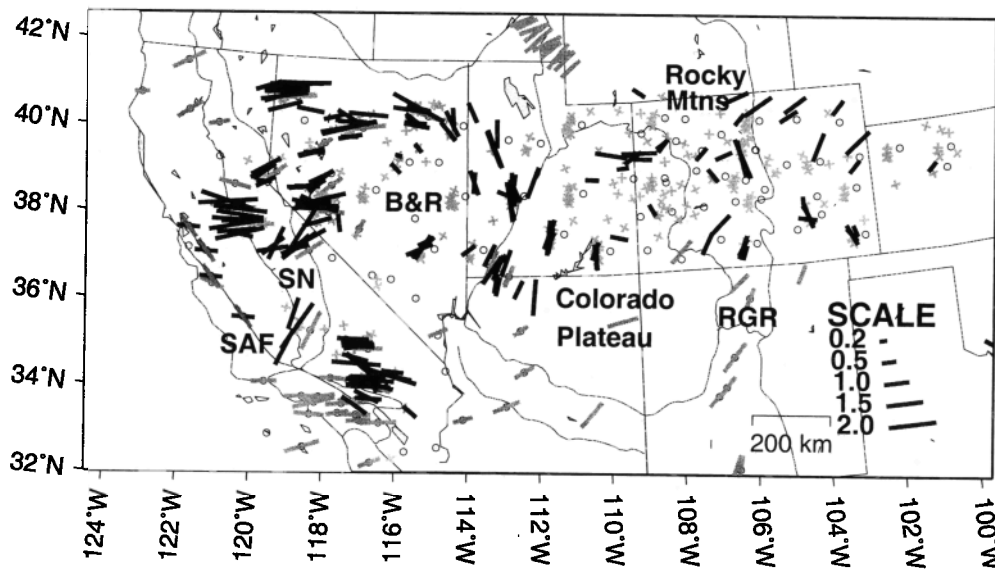 42°N
40°N
38°N
36°N
34°N
32°N
Rocky
Mtns
B&R
SN
SAF
Colorado
Plateau
RGR
SCALE
0.2
0.5
1.0
1.5
2.0
200 km
124°W
122°W
120°W
118°W
116°W
114°W
112°W
110°W
108°W
106°W
104°W
102°W
100°W